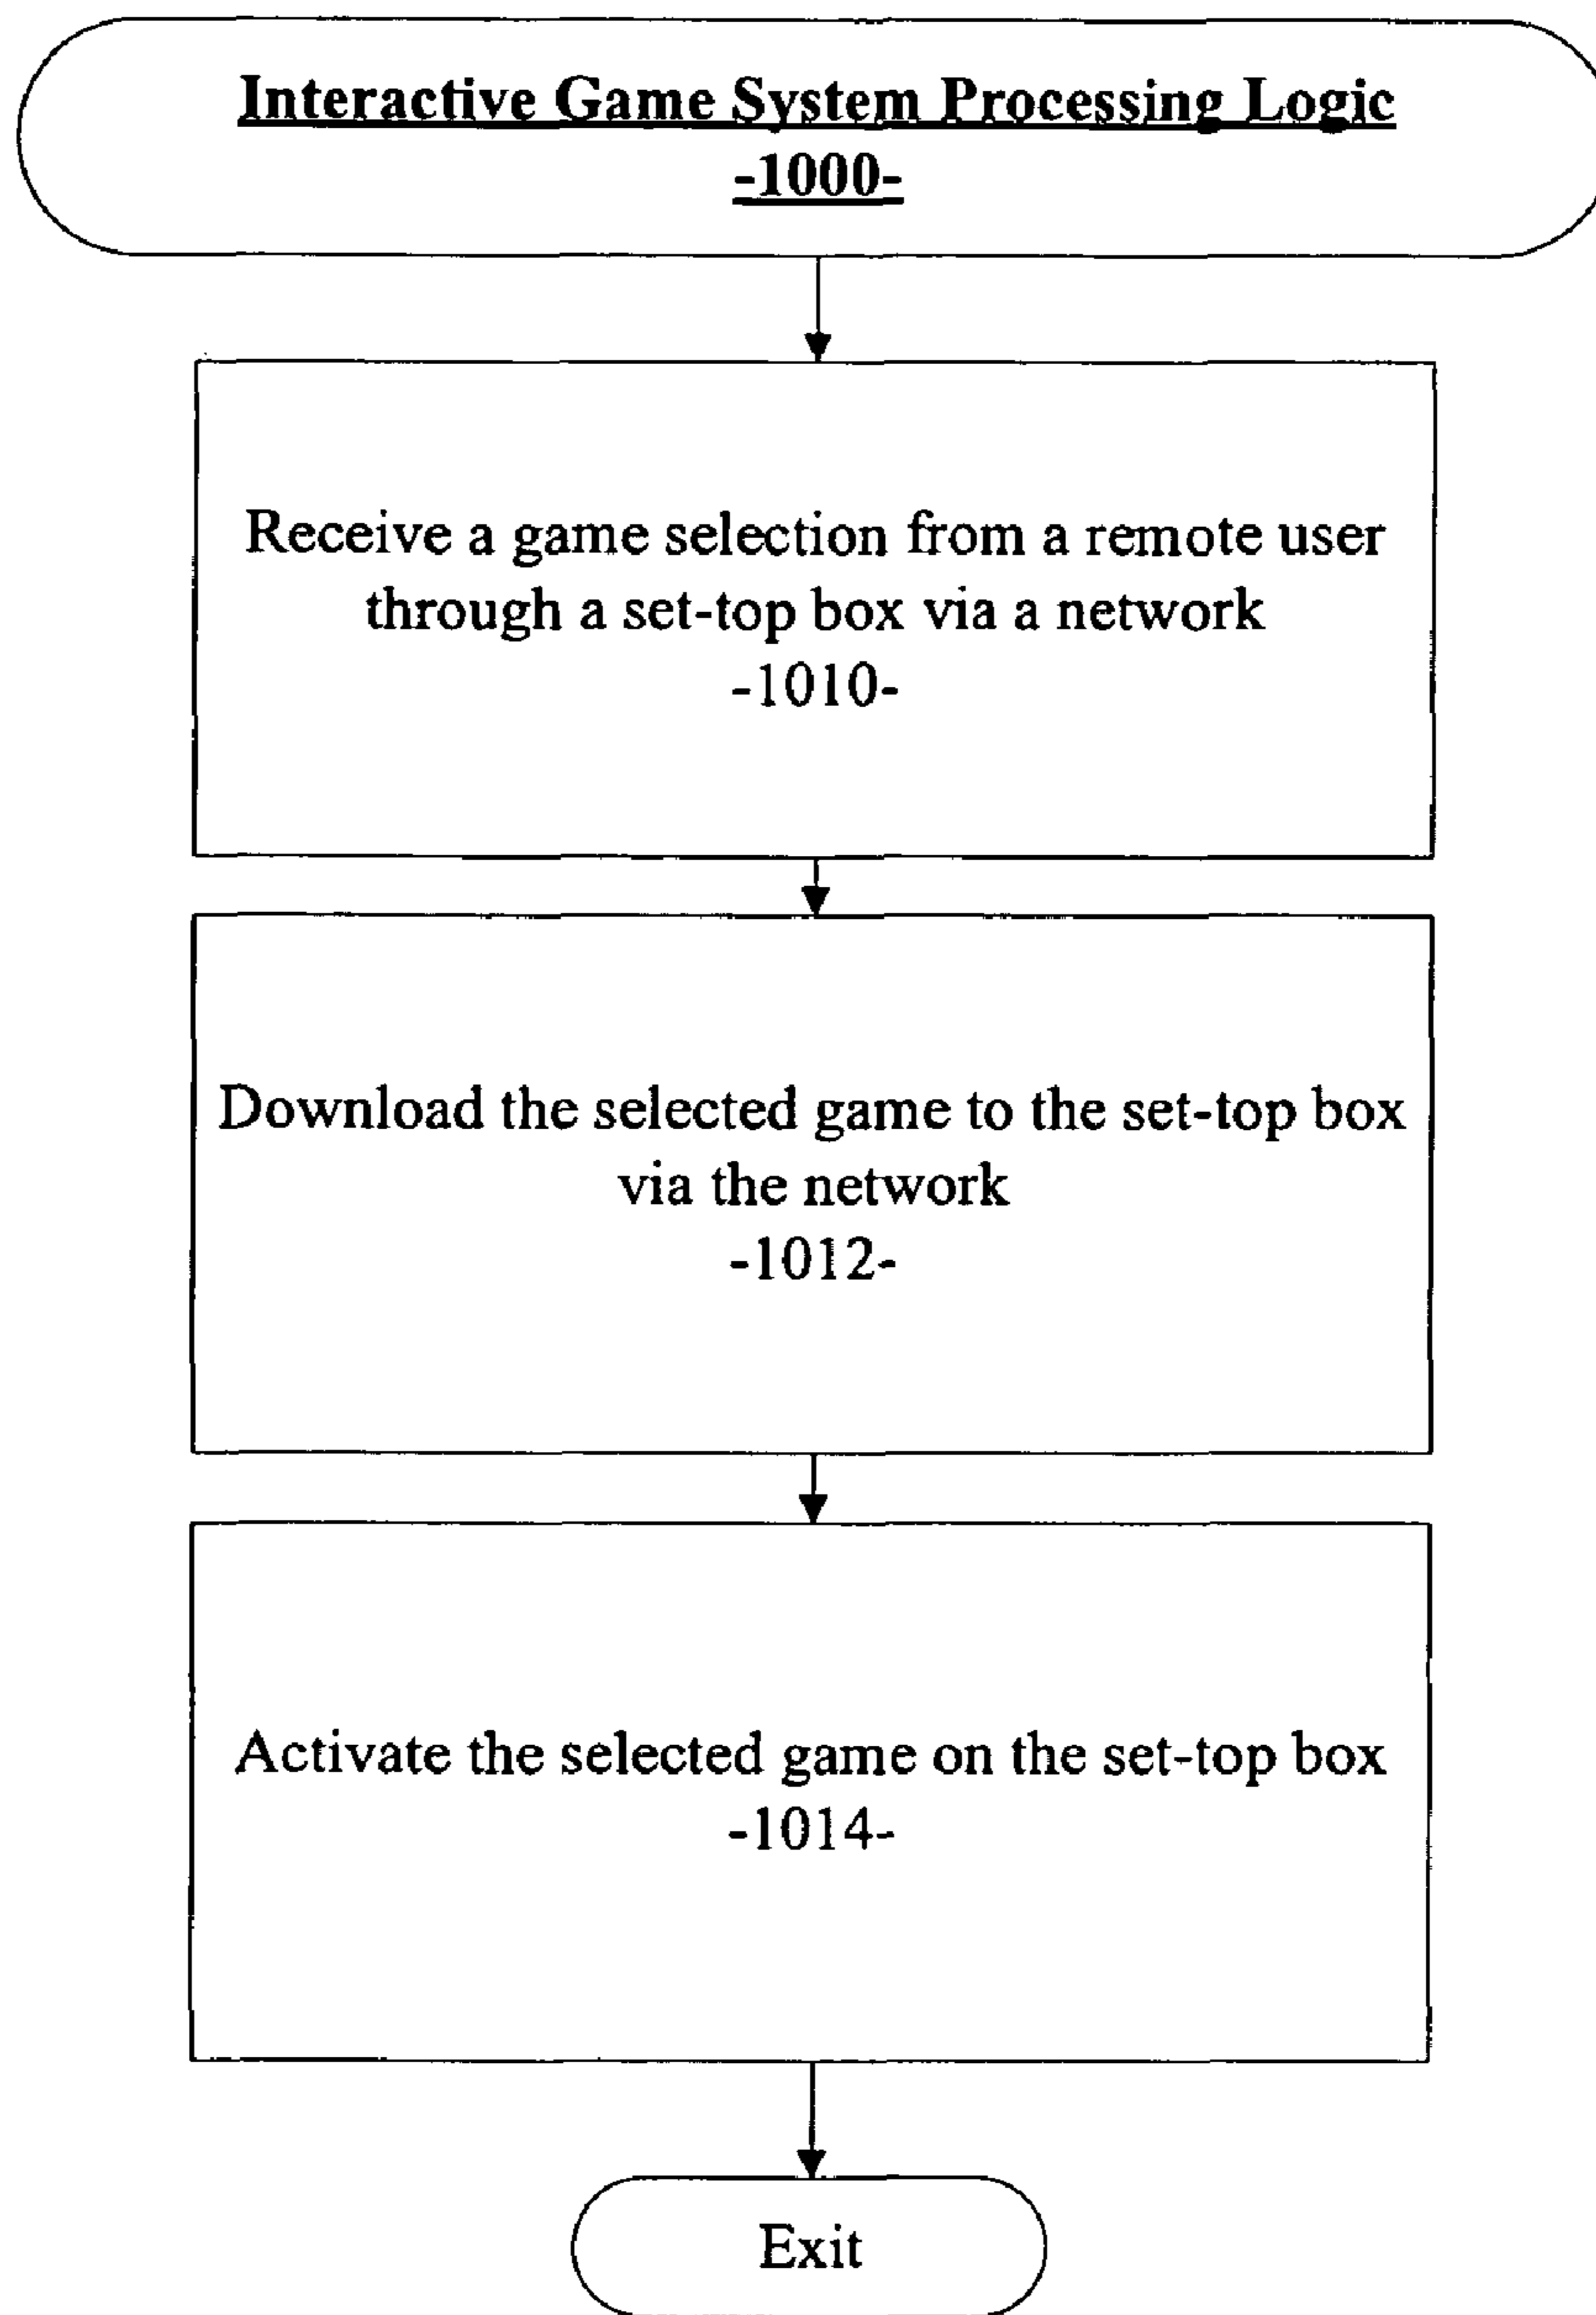 Interactive Game System Processing Logic
-1000-
Receive a game selection from a remote user
through a set-top box via a network
-1010-
Download the selected game to the set-top box
via the network
-1012-
Activate the selected game on the set-top box
-1014-
Exit